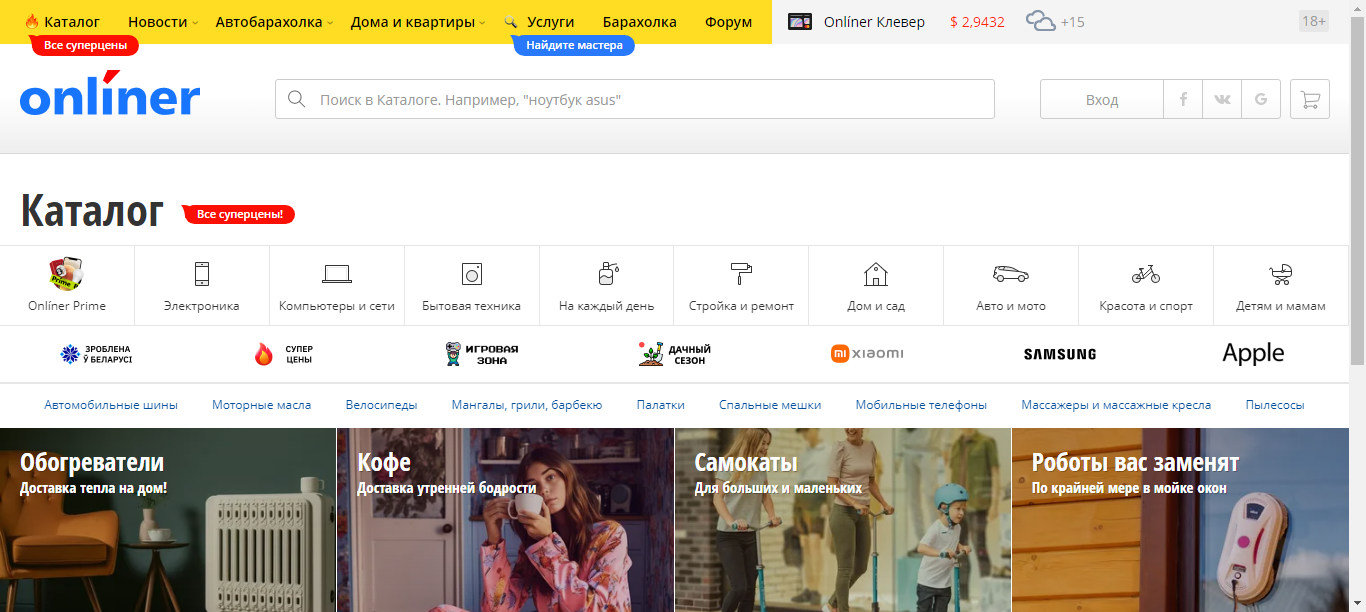 Каталог Новости Автобарахолка Дома и квартиры Услуги Барахолка Форум Onlíner Клевер $ 2,9432 +15 18+
Все суперцены Найдите мастера
onlíner
Поиск в Каталоге. Например, "ноутбук asus"
Вход
Каталог Все суперцены!
Prime
Onlíner Prime Электроника Компьютеры и сети Бытовая техника На каждый день Стройка и ремонт Дом и сад Авто и мото Красота и спорт Детям и мамам
ЗРОБЛЕНА Ў БЕЛАРУСІ
СУПЕР ЦЕНЫ
ИГРОВАЯ ЗОНА
ДАЧНЫЙ СЕЗОН
mi xiaomi
SAMSUNG
Apple
Автомобильные шины Моторные масла Велосипеды Мангалы, грили, барбекю Палатки Спальные мешки Мобильные телефоны Массажеры и массажные кресла Пылесосы
Обогреватели
Доставка тепла на дом!
Кофе
Доставка утренней бодрости
Самокаты
Для больших и маленьких
Роботы вас заменят
По крайней мере в мойке окон